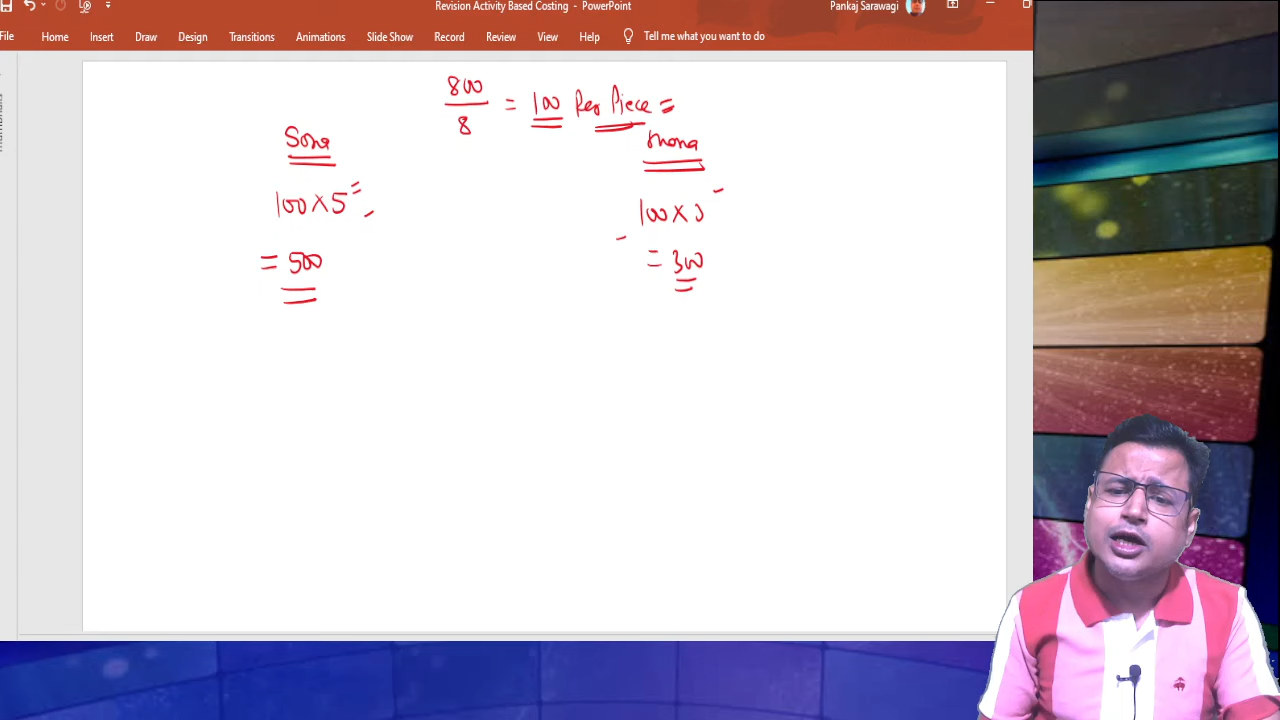 Revision Activity Based Costing - PowerPoint
Pankaj Sarawagi
File Home Insert Draw Design Transitions Animations Slide Show Record Review View Help Tell me what you want to do
800
8
= 100 Per Piece =
Sona
mona
100 X 5 =
100 X 3
= 500
= 300